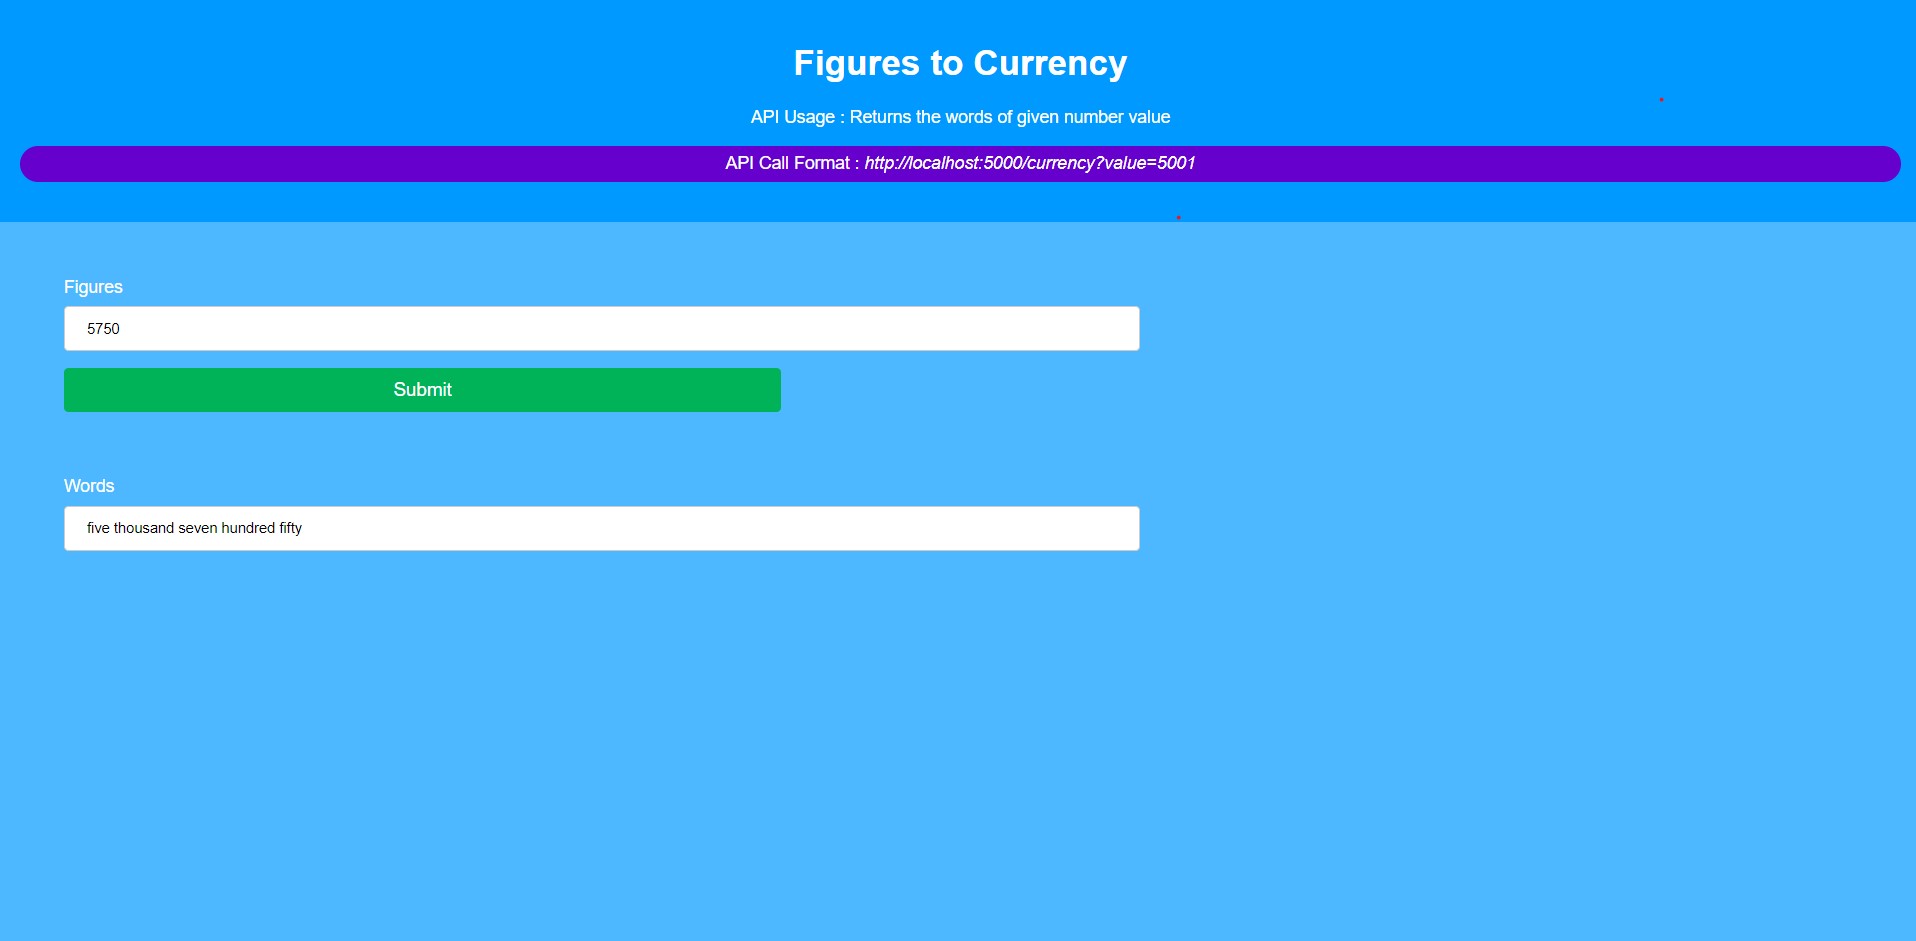 Figures to Currency
API Usage : Returns the words of given number value
API Call Format : http://localhost:5000/currency?value=5001
Figures
5750
Submit
Words
five thousand seven hundred fifty